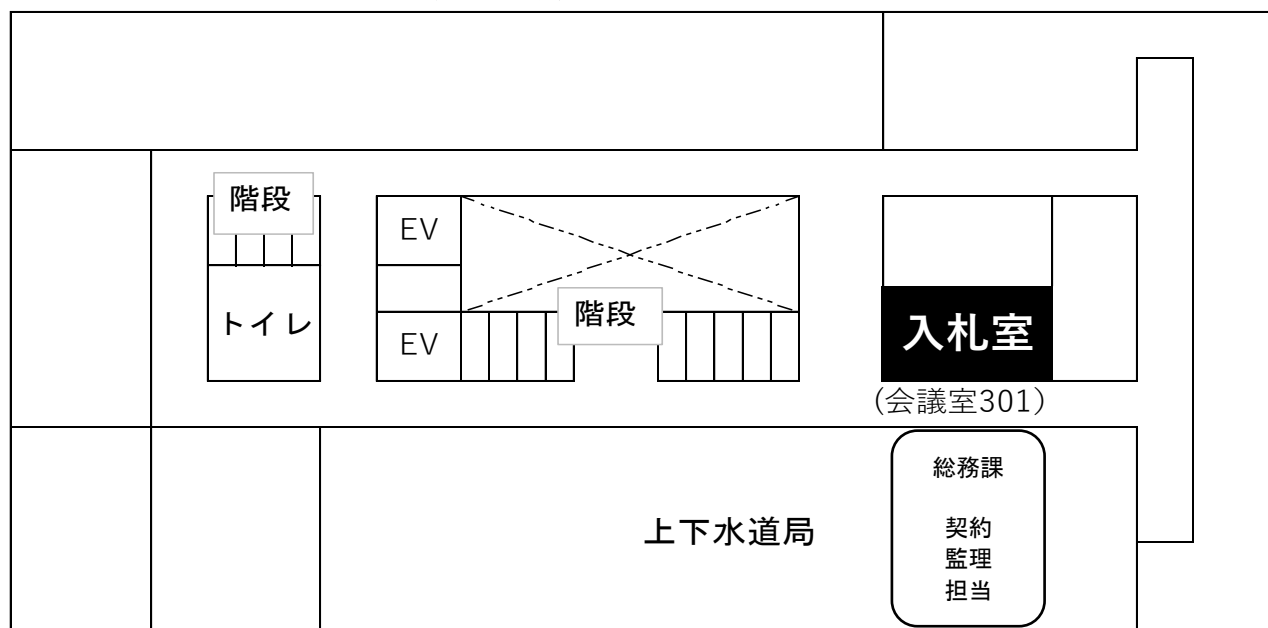 階段
EV
トイレ
階段
EV
入札室
(会議室301)
総務課
上下水道局
契約
監理
担当